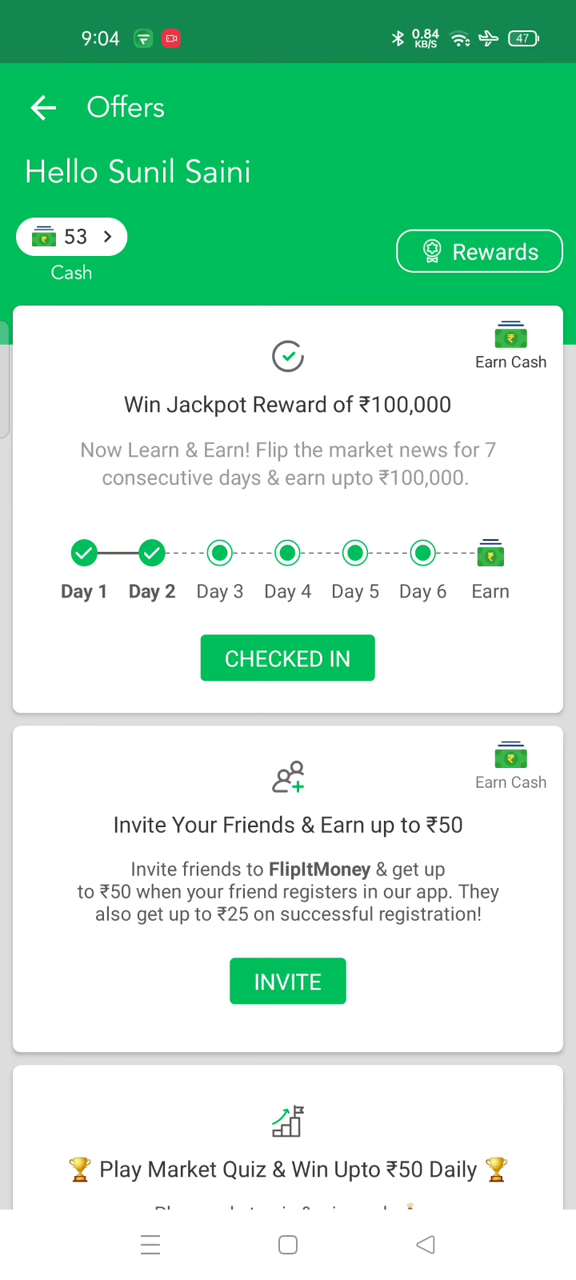 9:04
0.84
KB/S
47
Offers
Hello Sunil Saini
53
Cash
Rewards
Earn Cash
Win Jackpot Reward of ₹100,000
Now Learn & Earn! Flip the market news for 7
consecutive days & earn upto ₹100,000.
Day 1 Day 2 Day 3 Day 4 Day 5 Day 6 Earn
CHECKED IN
Earn Cash
Invite Your Friends & Earn up to ₹50
Invite friends to FlipItMoney & get up
to ₹50 when your friend registers in our app. They
also get up to ₹25 on successful registration!
INVITE
🏆 Play Market Quiz & Win Upto ₹50 Daily 🏆